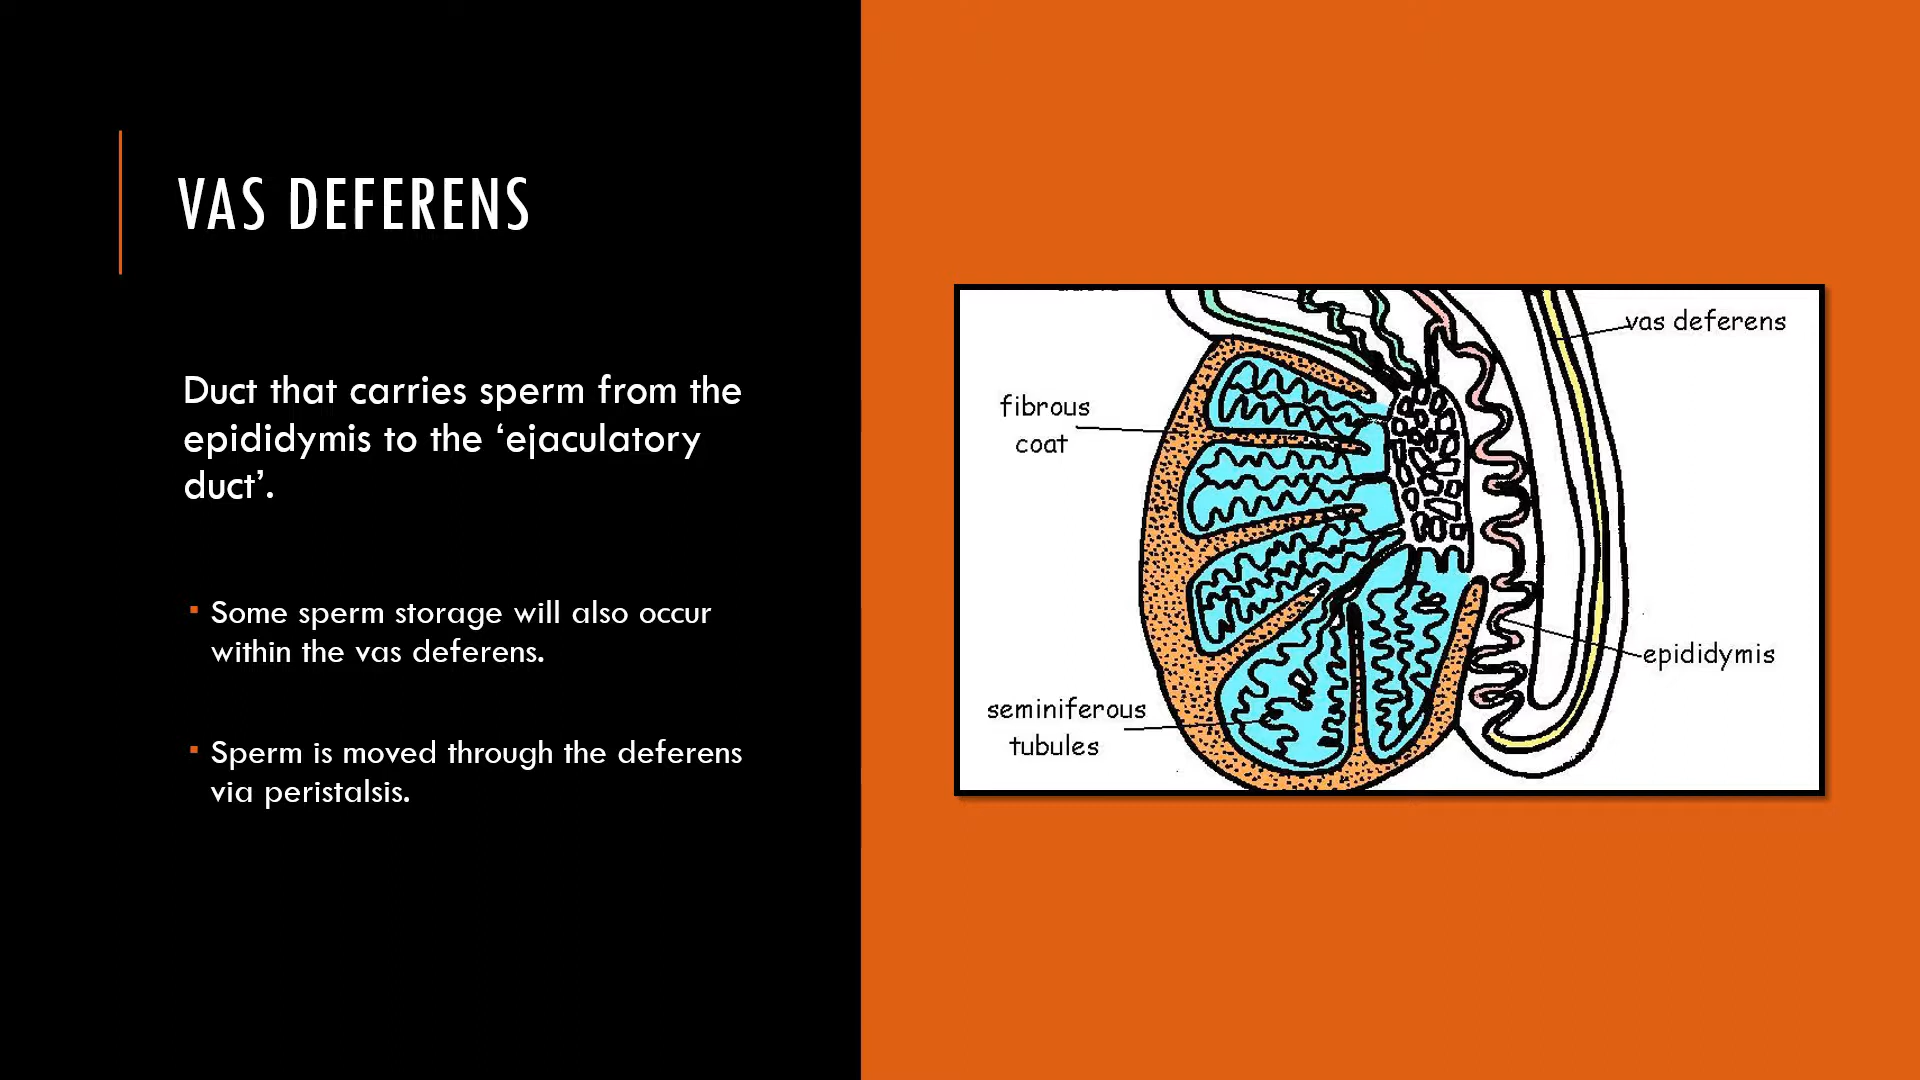 VAS DEFERENS
Duct that carries sperm from the
epididymis to the ‘ejaculatory
duct’.
▪ Some sperm storage will also occur
within the vas deferens.
▪ Sperm is moved through the deferens
via peristalsis.
vas deferens
fibrous
coat
epididymis
seminiferous
tubules